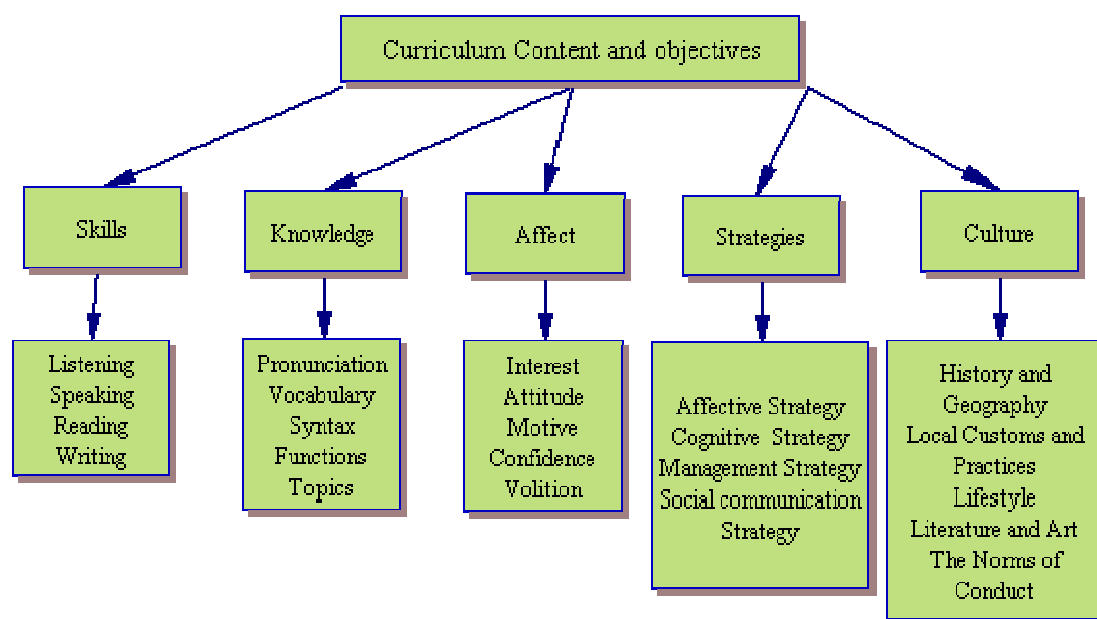 Curriculum Content and objectives
Skills
Knowledge
Affect
Strategies
Culture
Listening
Speaking
Reading
Writing
Pronunciation
Vocabulary
Syntax
Functions
Topics
Interest
Attitude
Motive
Confidence
Volition
Affective Strategy
Cognitive Strategy
Management Strategy
Social communication
Strategy
History and
Geography
Local Customs and
Practices
Lifestyle
Literature and Art
The Norms of
Conduct